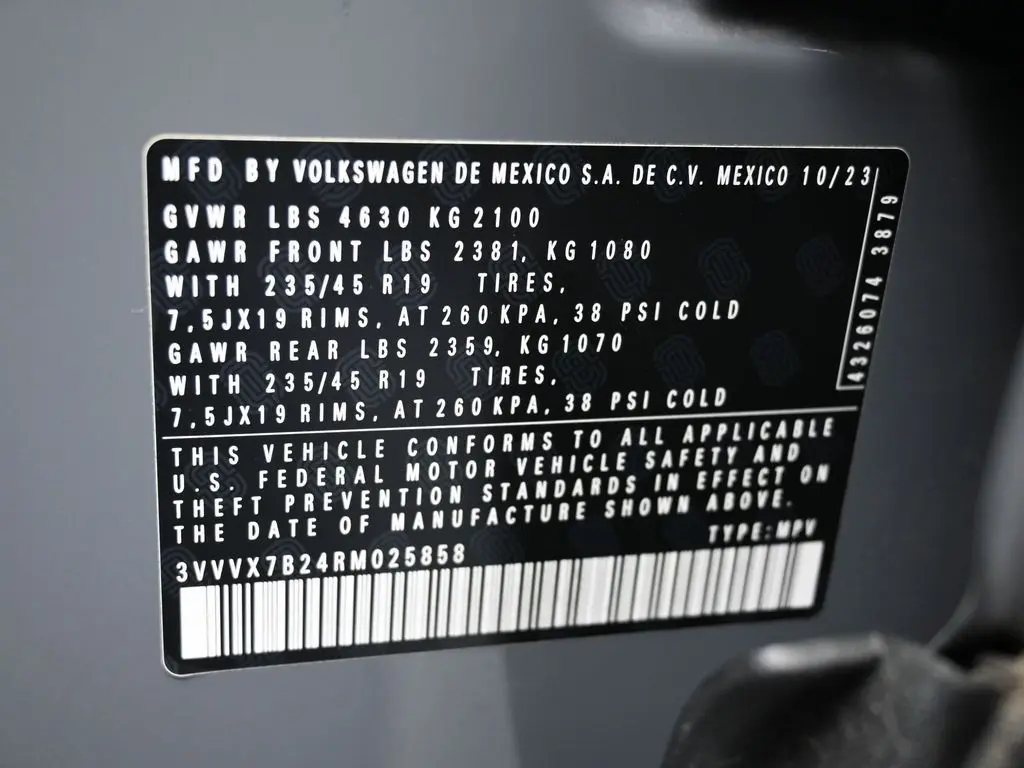 MFD BY VOLKSWAGEN DE MEXICO S.A. DE C.V. MEXICO 10/23
GVWR LBS 4630 KG 2100
GAWR FRONT LBS 2381, KG 1080
WITH 235/45 R19 TIRES,
7,5JX19 RIMS, AT 260 KPA, 38 PSI COLD
GAWR REAR LBS 2359, KG 1070
WITH 235/45 R19 TIRES,
7,5JX19 RIMS, AT 260 KPA, 38 PSI COLD
4326074 3879
THIS VEHICLE CONFORMS TO ALL APPLICABLE
U.S. FEDERAL MOTOR VEHICLE SAFETY AND
THEFT PREVENTION STANDARDS IN EFFECT ON
THE DATE OF MANUFACTURE SHOWN ABOVE.
TYPE:MPV
3VVVX7B24RM025858